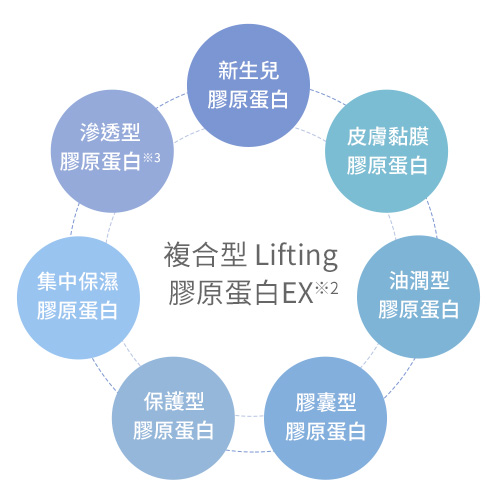 新生兒
膠原蛋白
滲透型
膠原蛋白※3
皮膚黏膜
膠原蛋白
複合型 Lifting
膠原蛋白EX※2
集中保濕
膠原蛋白
油潤型
膠原蛋白
保護型
膠原蛋白
膠囊型
膠原蛋白